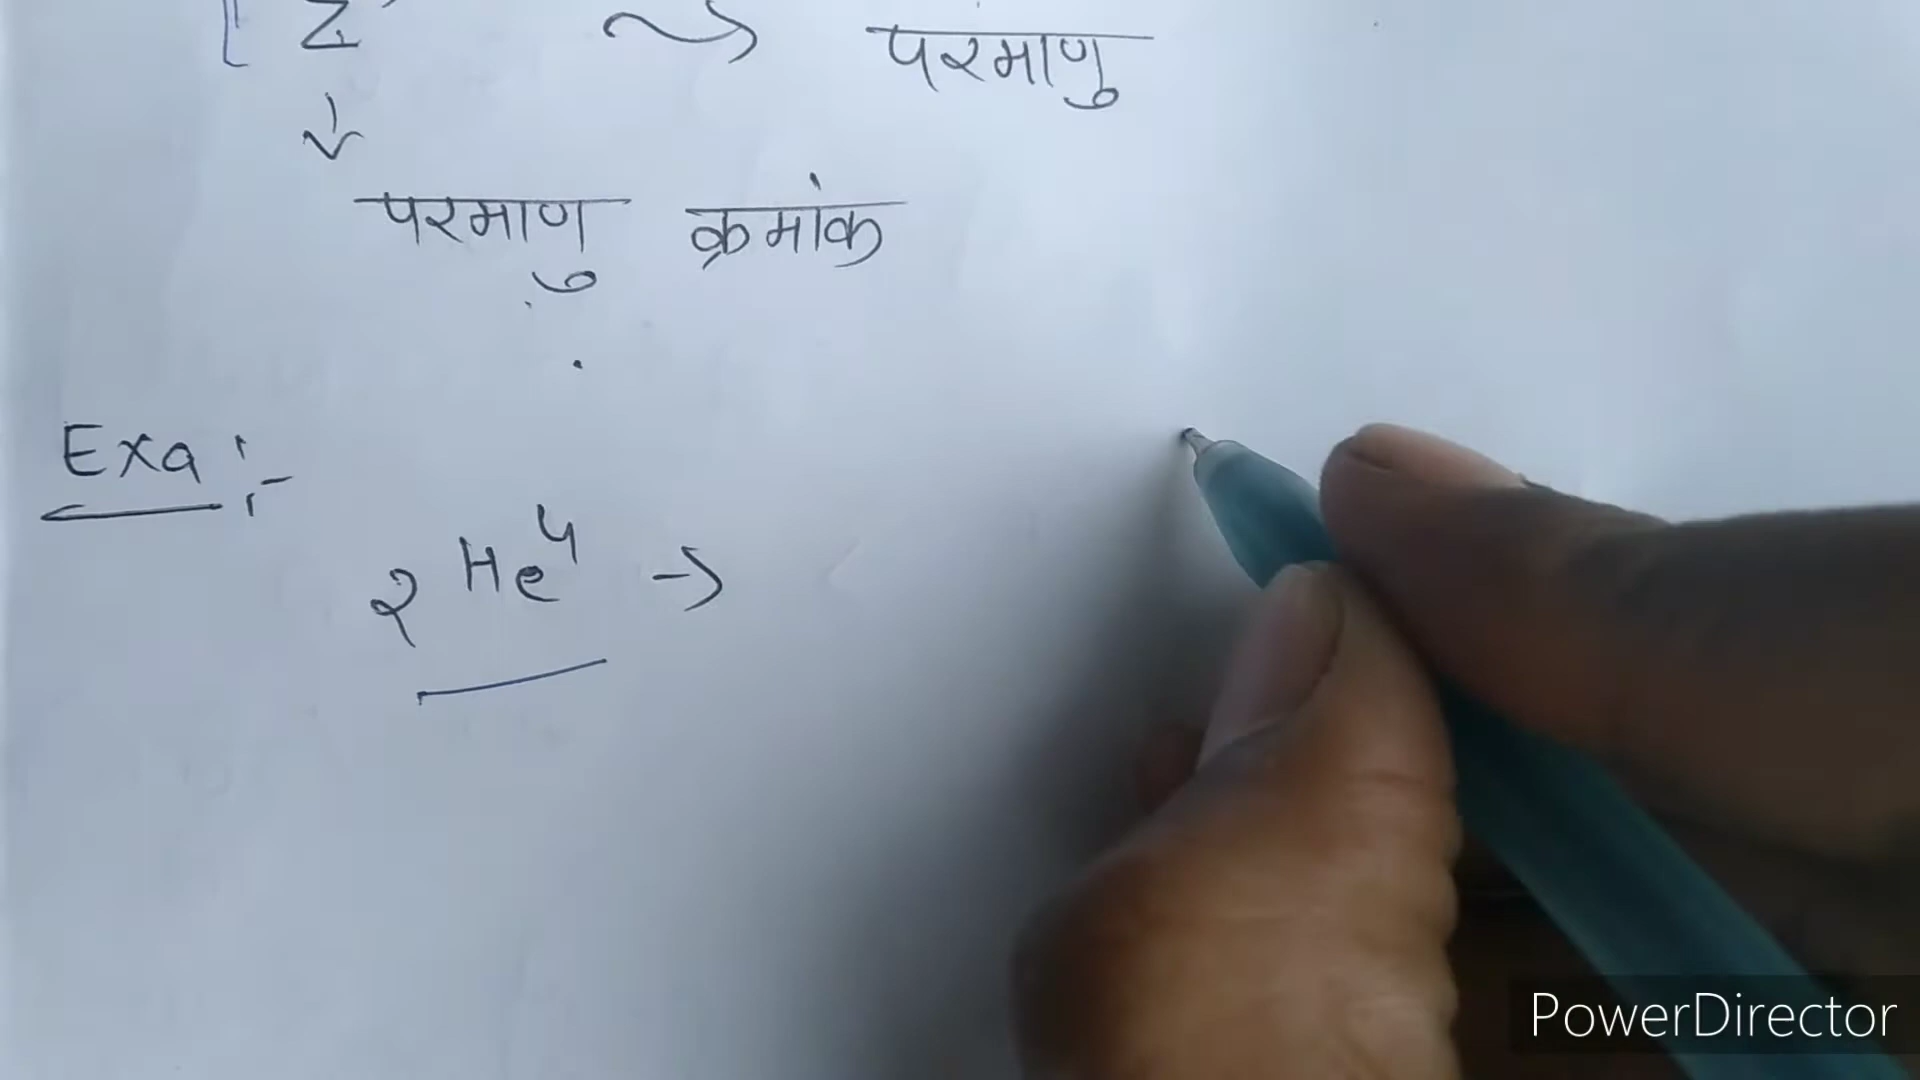 Z → परमाणु
↓
परमाणु क्रमांक
Exa :-
₂He⁴ →
PowerDirector